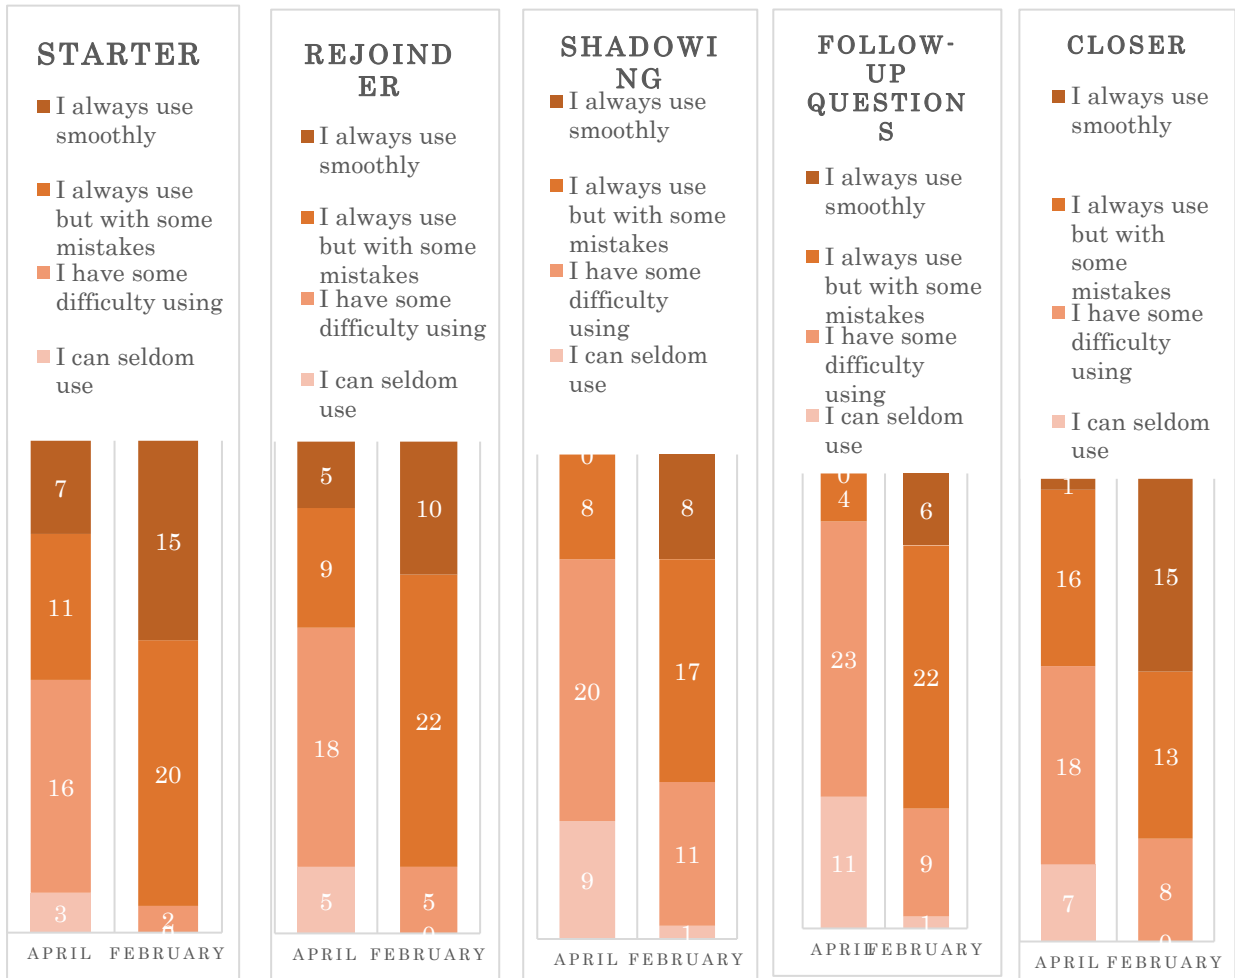 STARTER
I always use
smoothly
I always use
but with some
mistakes
I have some
difficulty using
I can seldom
use
7
11
16
3
15
20
2
0
APRIL FEBRUARY
REJOIND
ER
I always use
smoothly
I always use
but with some
mistakes
I have some
difficulty using
I can seldom
use
5
9
18
5
10
22
5
0
APRIL FEBRUARY
SHADOWI
NG
I always use
smoothly
I always use
but with some
mistakes
I have some
difficulty
using
I can seldom
use
0
8
20
9
8
17
11
1
APRIL FEBRUARY
FOLLOW-
UP
QUESTION
S
I always use
smoothly
I always use
but with some
mistakes
I have some
difficulty
using
I can seldom
use
0
4
23
11
6
22
9
1
APRIL FEBRUARY
CLOSER
I always use
smoothly
I always use
but with
some
mistakes
I have some
difficulty
using
I can seldom
use
1
16
18
7
15
13
8
0
APRIL FEBRUARY